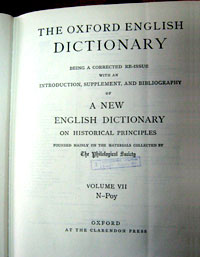 THE OXFORD ENGLISH
DICTIONARY
BEING A CORRECTED RE-ISSUE
WITH AN
INTRODUCTION, SUPPLEMENT, AND BIBLIOGRAPHY
OF
A NEW
ENGLISH DICTIONARY
ON HISTORICAL PRINCIPLES
FOUNDED MAINLY ON THE MATERIALS COLLECTED BY
The Philological Society
VOLUME VII
N–Poy
OXFORD
AT THE CLARENDON PRESS